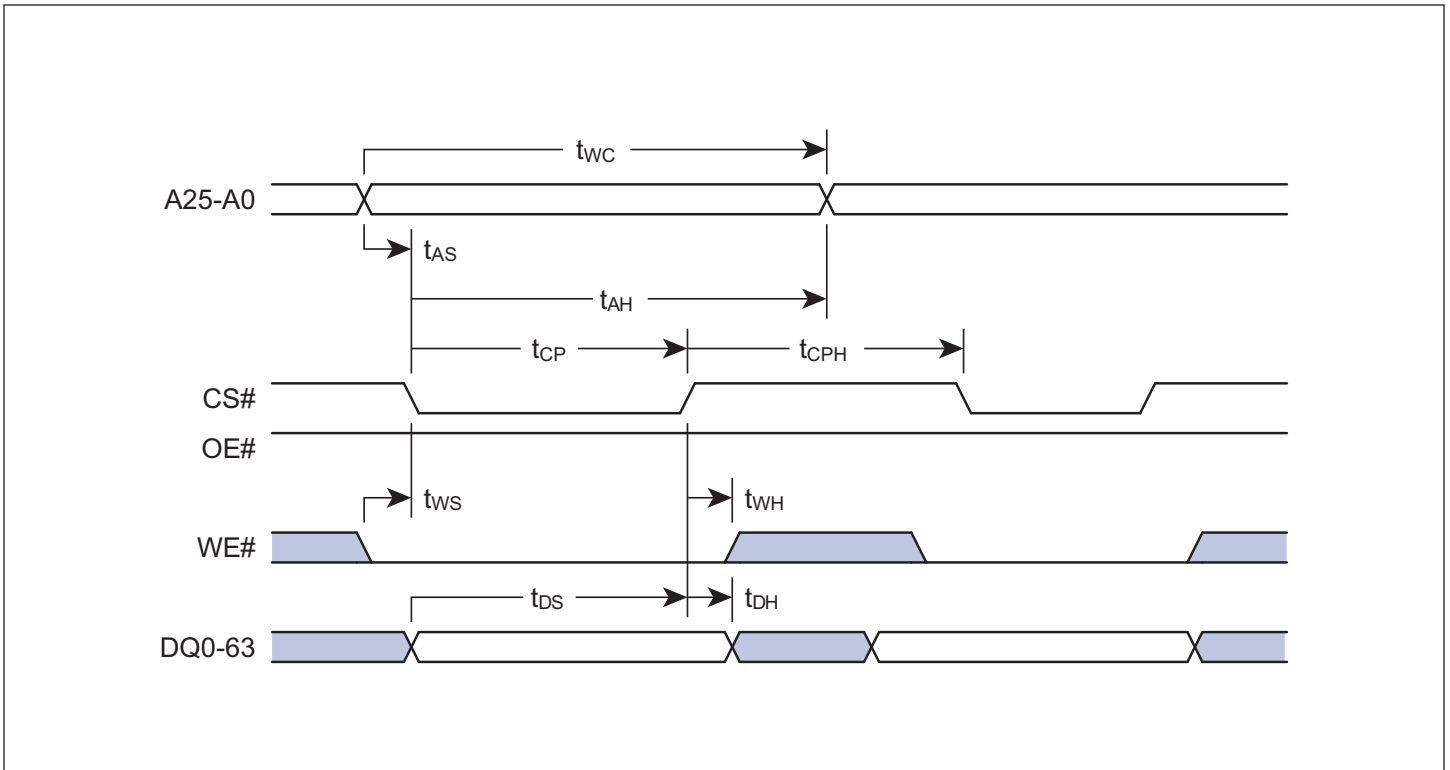 tWC
A25-A0
tAS
tAH
tCP
tCPH
CS#
OE#
tWS
tWH
WE#
tDS
tDH
DQ0-63